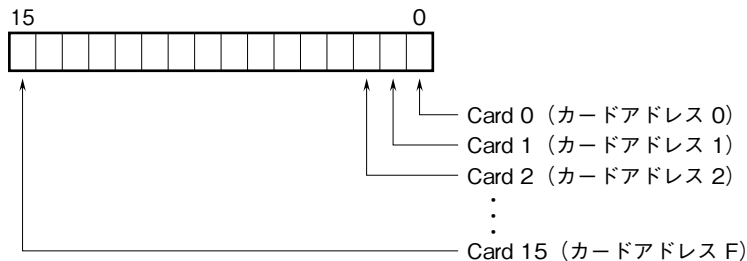 15 0
Card 0（カードアドレス 0）
Card 1（カードアドレス 1）
Card 2（カードアドレス 2）
Card 15（カードアドレス F）